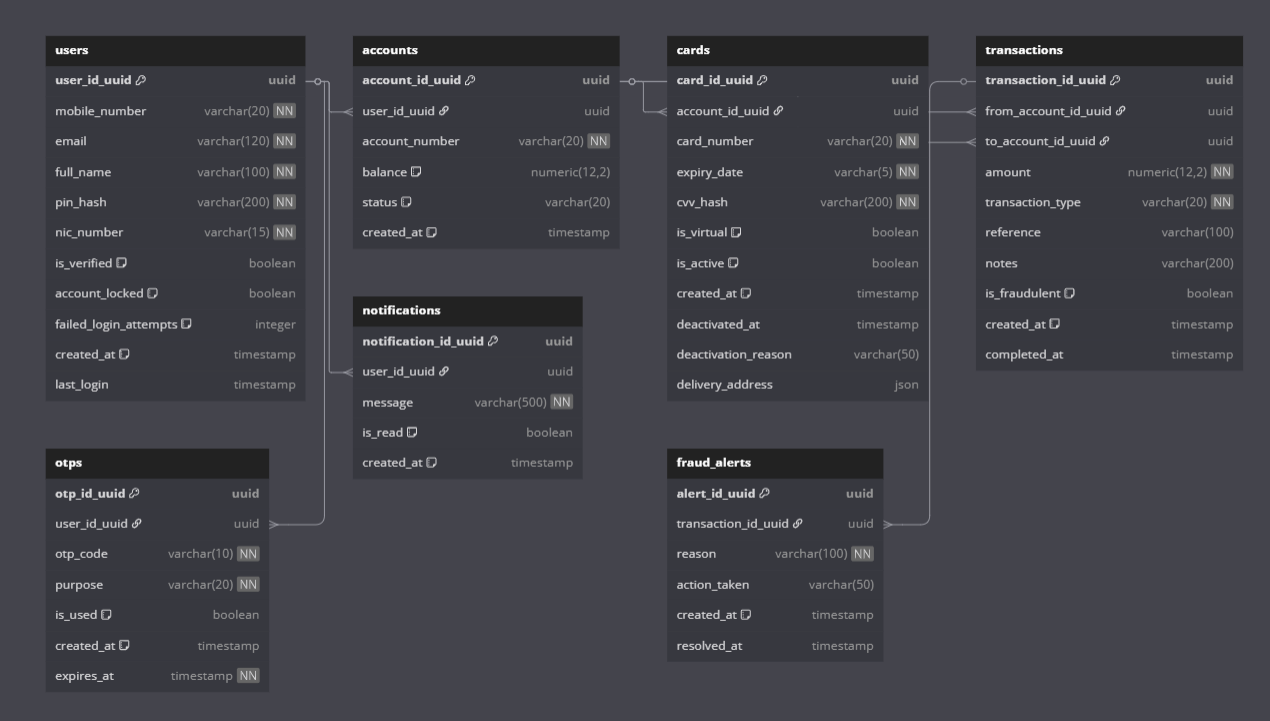 users
user_id_uuid uuid
mobile_number varchar(20) NN
email varchar(120) NN
full_name varchar(100) NN
pin_hash varchar(200) NN
nic_number varchar(15) NN
is_verified boolean
account_locked boolean
failed_login_attempts integer
created_at timestamp
last_login timestamp
accounts
account_id_uuid uuid
user_id_uuid uuid
account_number varchar(20) NN
balance numeric(12,2)
status varchar(20)
created_at timestamp
cards
card_id_uuid uuid
account_id_uuid uuid
card_number varchar(20) NN
expiry_date varchar(5) NN
cvv_hash varchar(200) NN
is_virtual boolean
is_active boolean
created_at timestamp
deactivated_at timestamp
deactivation_reason varchar(50)
delivery_address json
transactions
transaction_id_uuid uuid
from_account_id_uuid uuid
to_account_id_uuid uuid
amount numeric(12,2) NN
transaction_type varchar(20) NN
reference varchar(100)
notes varchar(200)
is_fraudulent boolean
created_at timestamp
completed_at timestamp
notifications
notification_id_uuid uuid
user_id_uuid uuid
message varchar(500) NN
is_read boolean
created_at timestamp
otps
otp_id_uuid uuid
user_id_uuid uuid
otp_code varchar(10) NN
purpose varchar(20) NN
is_used boolean
created_at timestamp
expires_at timestamp NN
fraud_alerts
alert_id_uuid uuid
transaction_id_uuid uuid
reason varchar(100) NN
action_taken varchar(50)
created_at timestamp
resolved_at timestamp